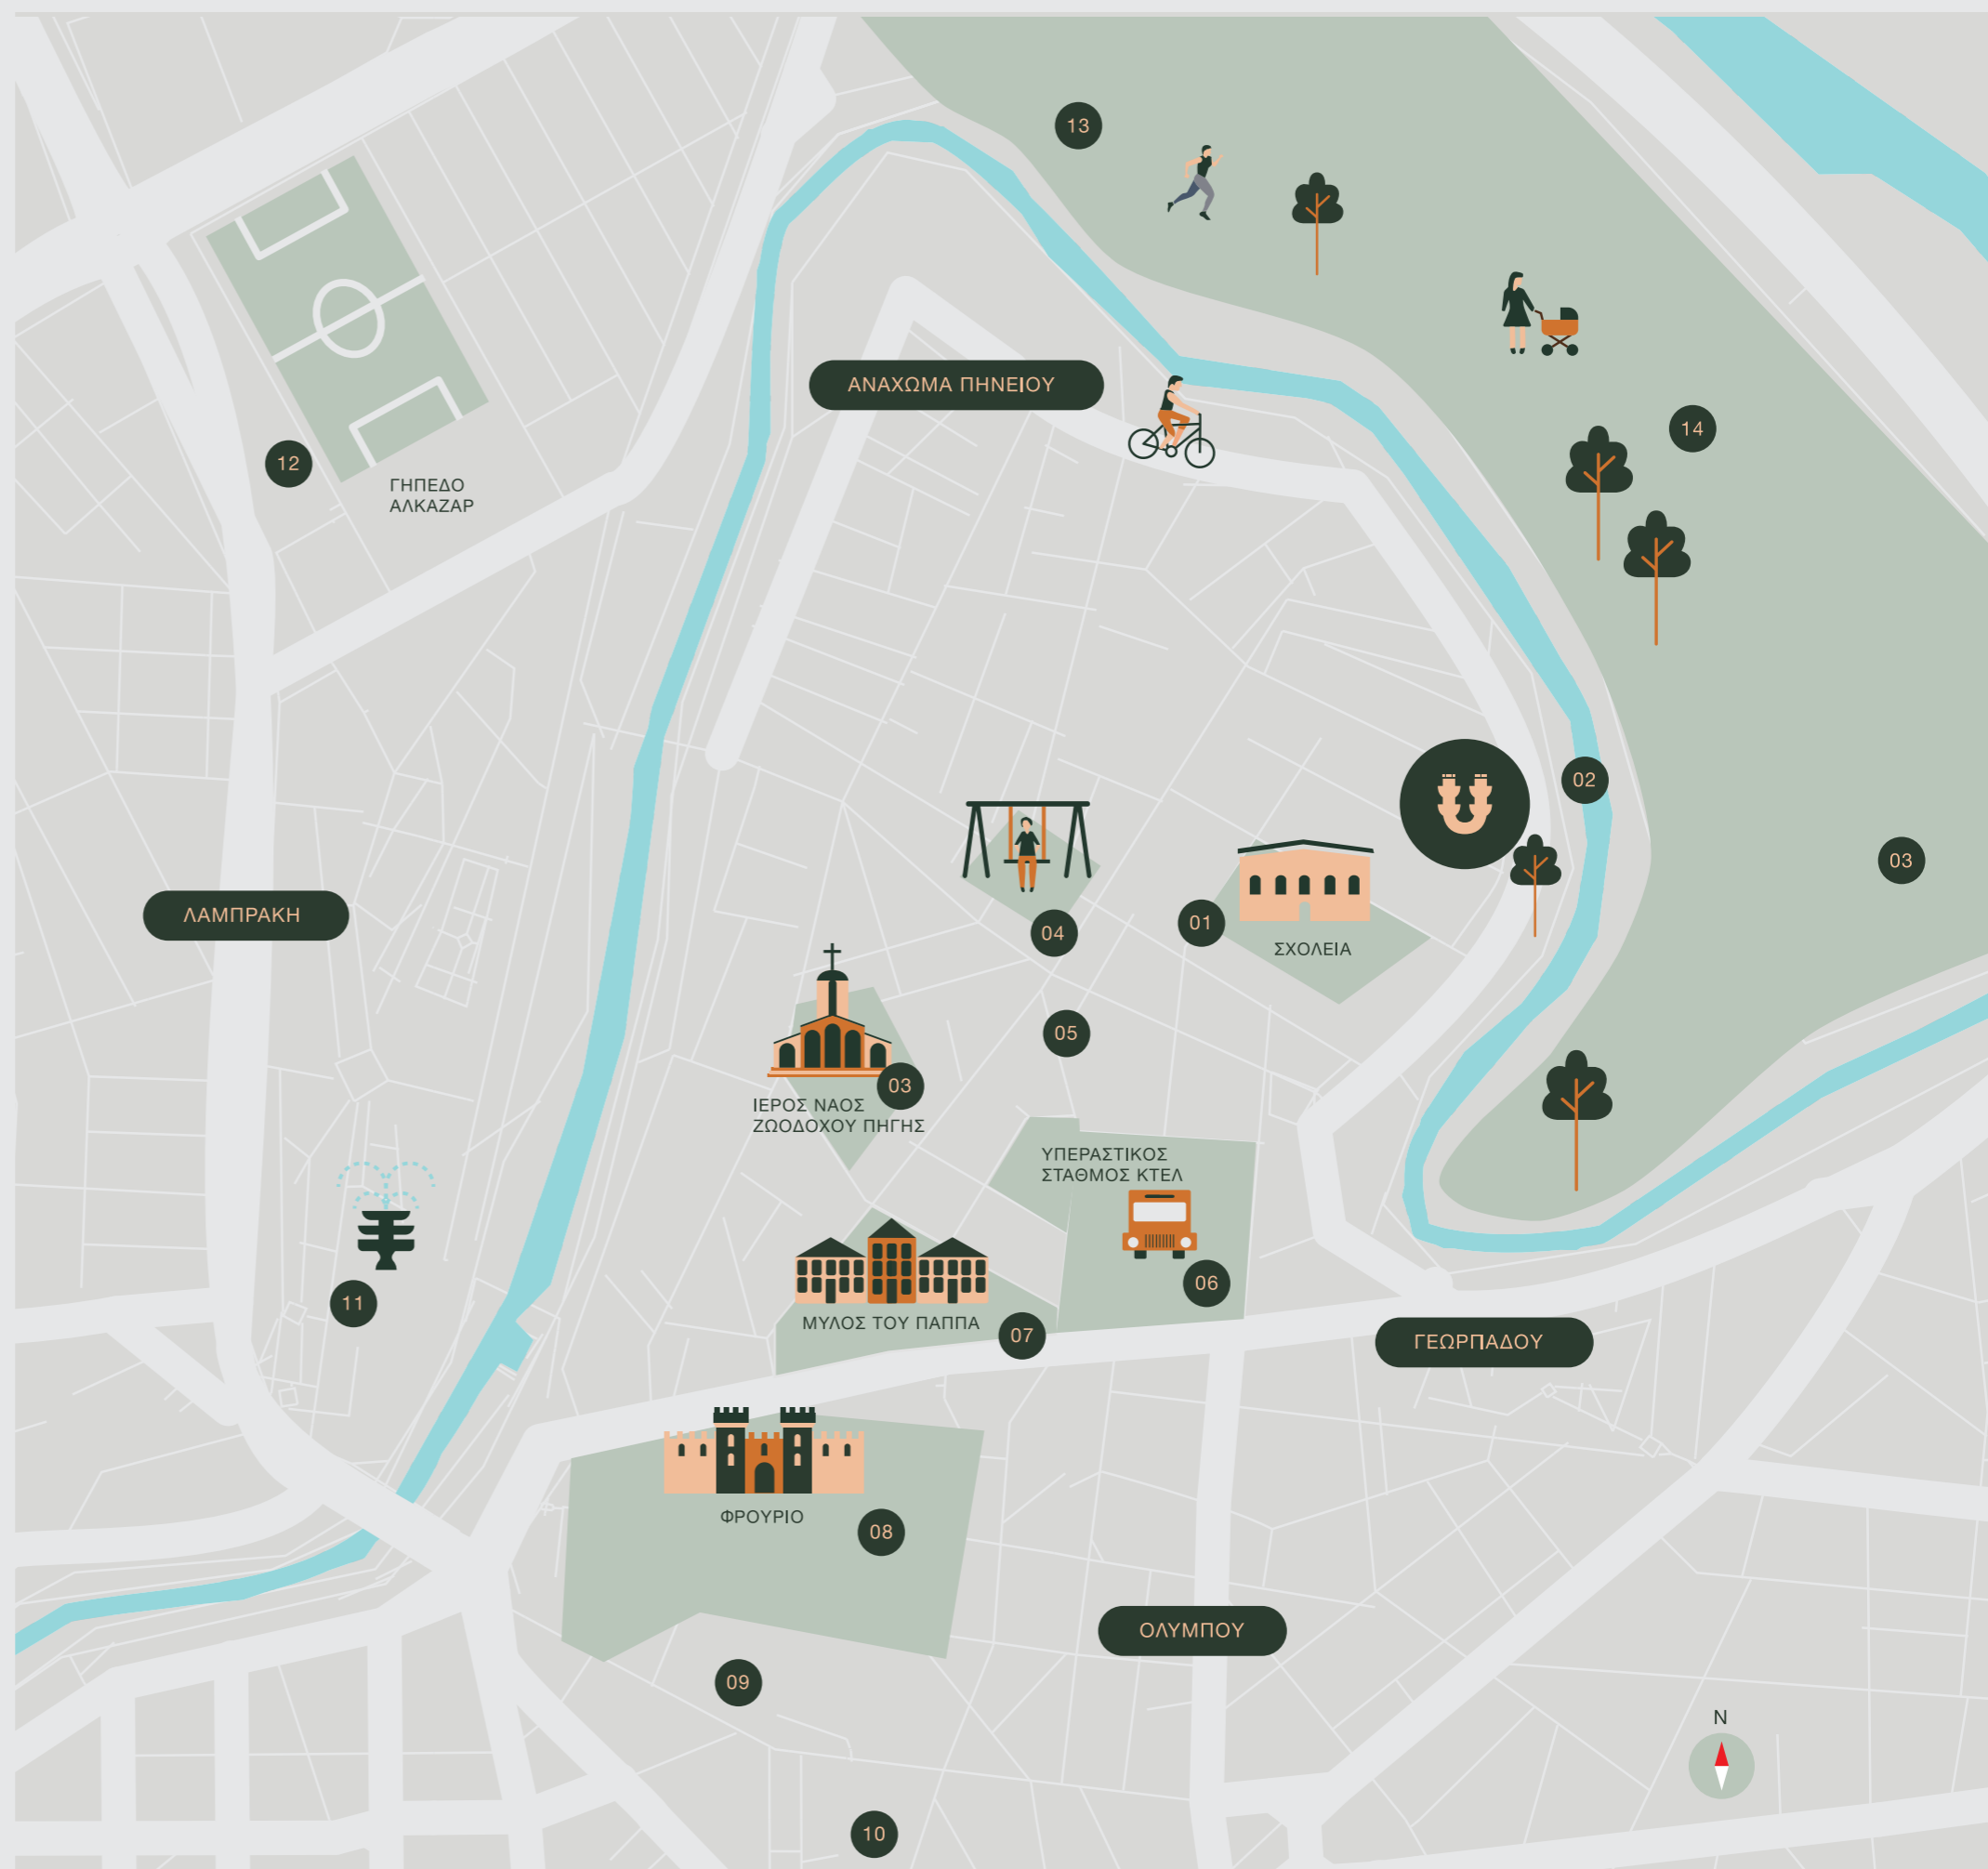 13
ΑΝΑΧΩΜΑ ΠΗΝΕΙΟΥ
14
12
ΓΗΠΕΔΟ
ΑΛΚΑΖΑΡ
02
03
ΛΑΜΠΡΑΚΗ
04
01
ΣΧΟΛΕΙΑ
05
03
ΙΕΡΟΣ ΝΑΟΣ
ΖΩΟΔΟΧΟΥ ΠΗΓΗΣ
ΥΠΕΡΑΣΤΙΚΟΣ
ΣΤΑΘΜΟΣ ΚΤΕΛ
06
11
ΜΥΛΟΣ ΤΟΥ ΠΑΠΠΑ
07
ΓΕΩΡΠΑΔΟΥ
ΦΡΟΥΡΙΟ
08
ΟΛΥΜΠΟΥ
09
N
10